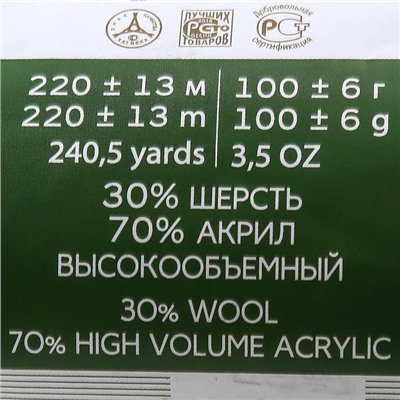 ЛУЧШИХ
ТОВАРОВ
Добровольная
сертификация
220 ± 13 м 100 ± 6 г
220 ± 13 m 100 ± 6 g
240,5 yards 3,5 OZ
30% ШЕРСТЬ
70% АКРИЛ
ВЫСОКООБЪЕМНЫЙ
30% WOOL
70% HIGH VOLUME ACRYLIC